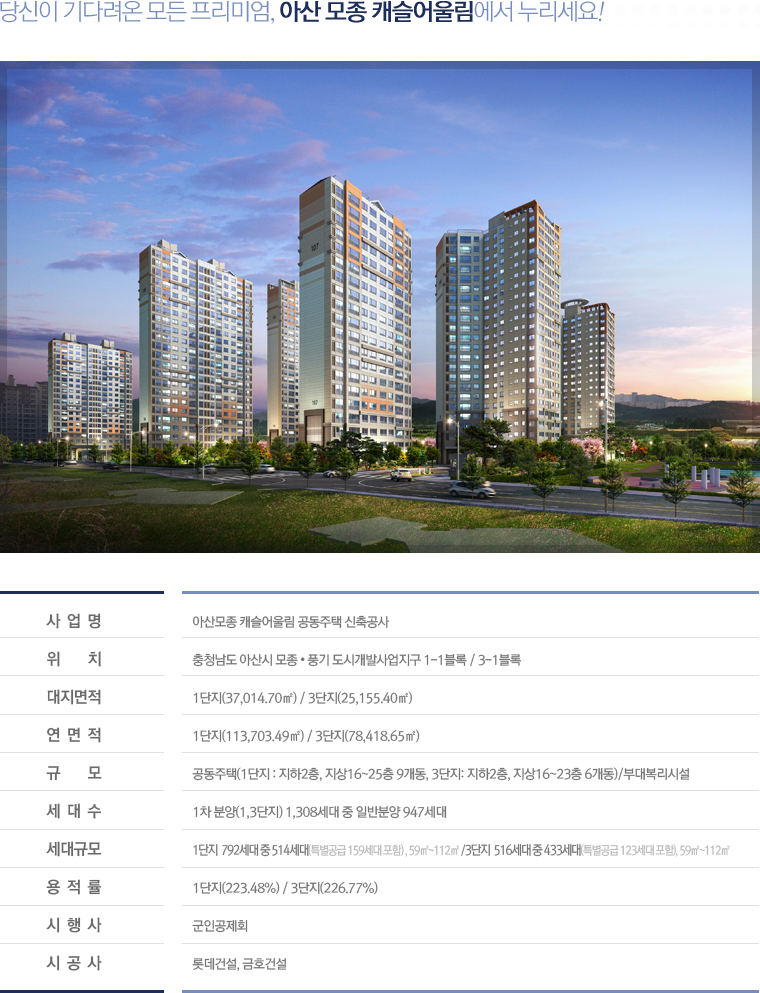 당신이 기다려온 모든 프리미엄, 아산 모종 캐슬어울림에서 누리세요!
107
107
사 업 명 아산모종 캐슬어울림 공동주택 신축공사
위 치 충청남도 아산시 모종•풍기 도시개발사업지구 1-1블록 / 3-1블록
대지면적 1단지(37,014.70㎡) / 3단지(25,155.40㎡)
연 면 적 1단지(113,703.49㎡) / 3단지(78,418.65㎡)
규 모 공동주택(1단지 : 지하2층, 지상16~25층 9개동, 3단지: 지하2층, 지상16~23층 6개동)/부대복리시설
세 대 수 1차 분양(1,3단지) 1,308세대 중 일반분양 947세대
세대규모 1단지 792세대 중 514세대(특별공급 159세대 포함), 59㎡~112㎡ /3단지 516세대 중 433세대(특별공급 123세대 포함), 59㎡~112㎡
용 적 률 1단지(223.48%) / 3단지(226.77%)
시 행 사 군인공제회
시 공 사 롯데건설, 금호건설